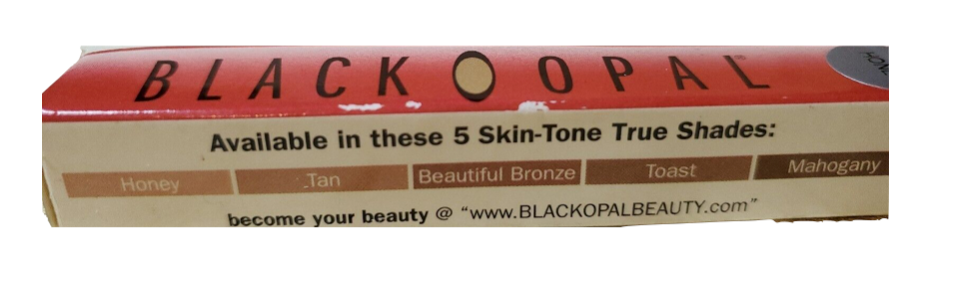 BLACK OPAL
Available in these 5 Skin-Tone True Shades:
Honey Tan Beautiful Bronze Toast Mahogany
become your beauty @ “www.BLACKOPALBEAUTY.com”